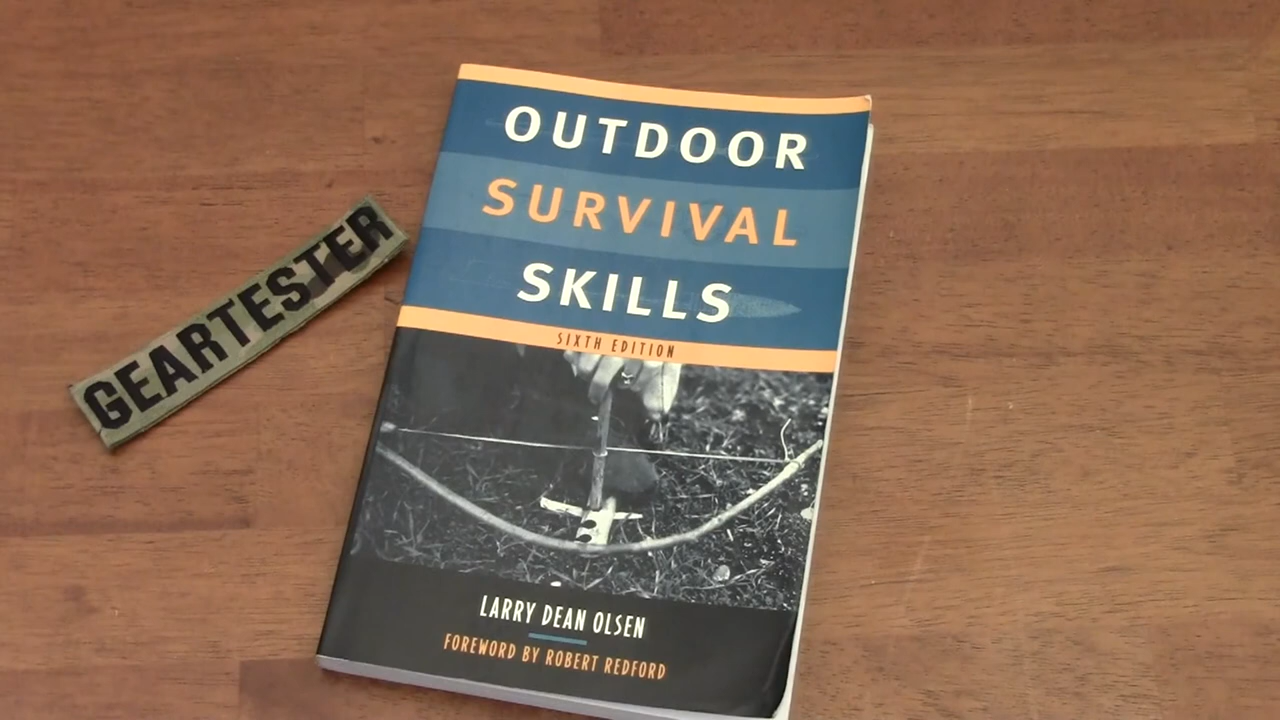 GEARTESTER
OUTDOOR
SURVIVAL
SKILLS
SIXTH EDITION
LARRY DEAN OLSEN
FOREWORD BY ROBERT REDFORD